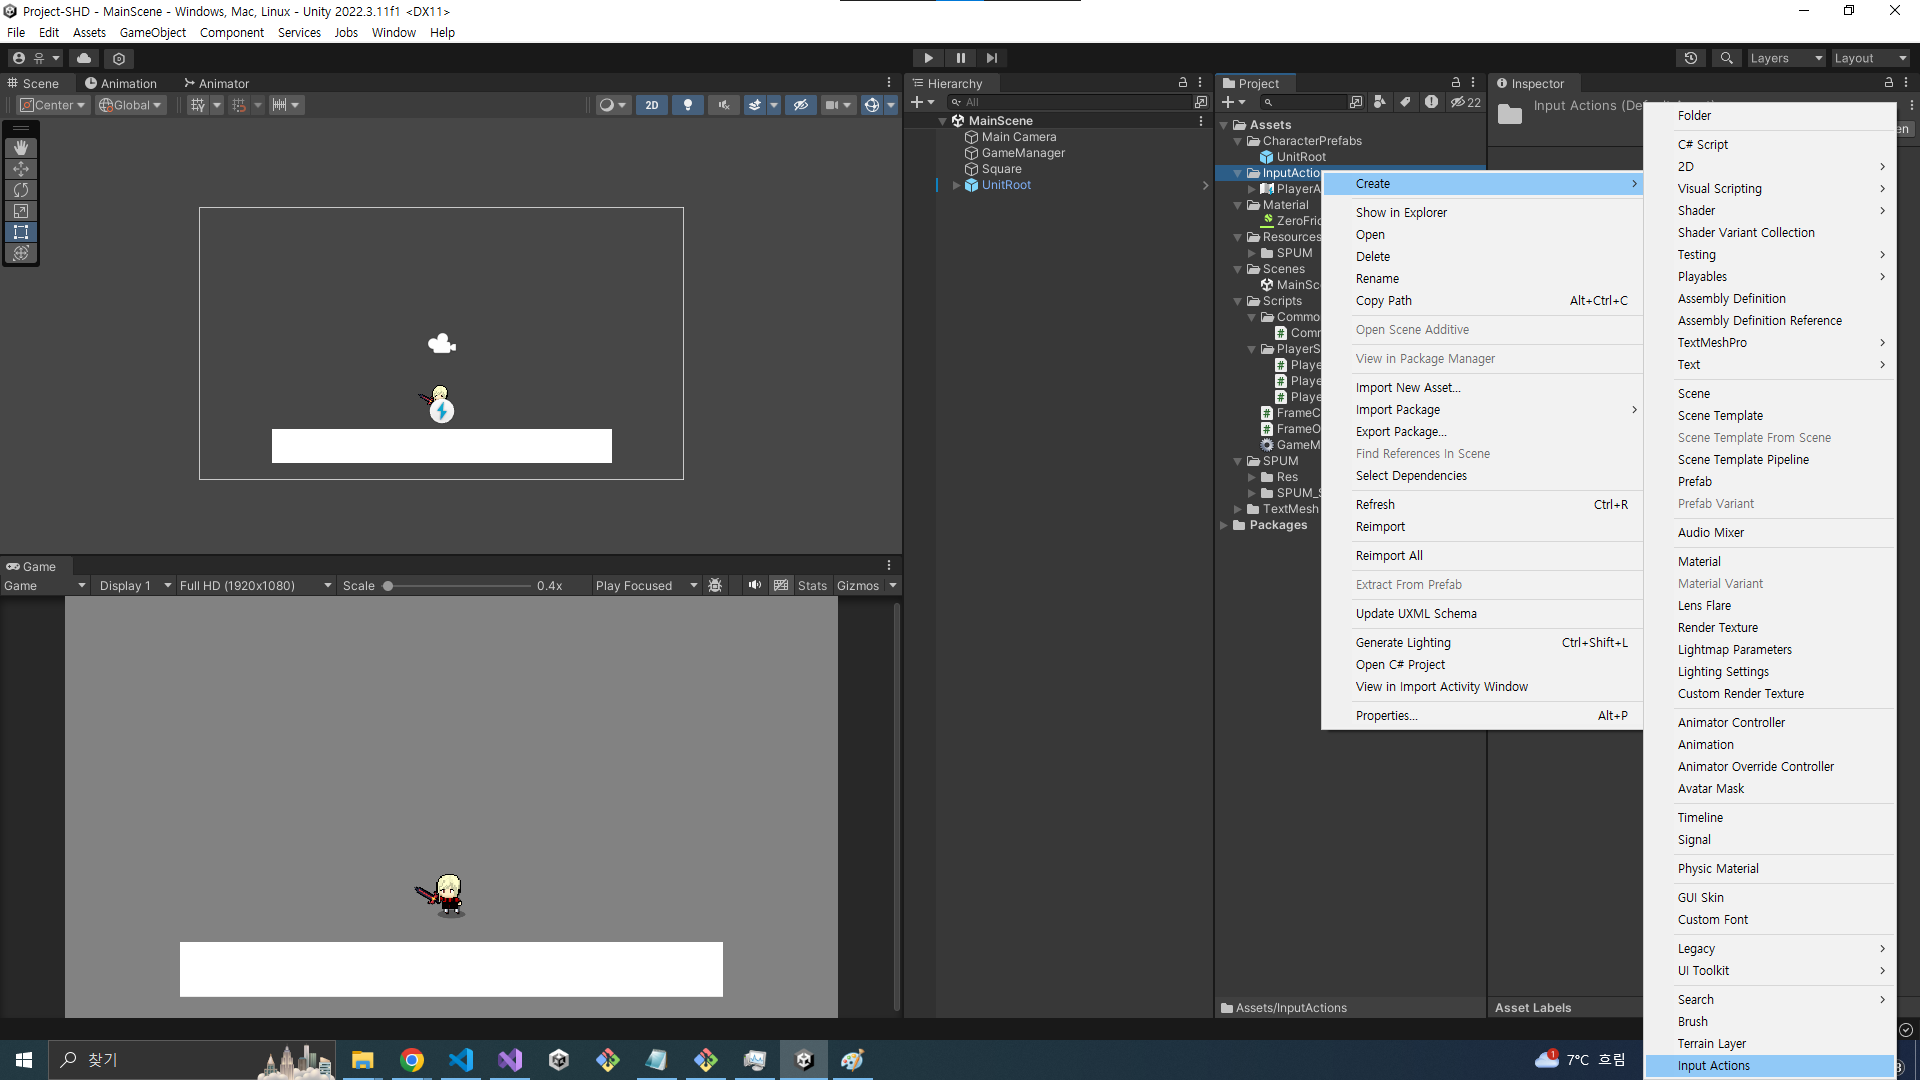 Project-SHD - MainScene - Windows, Mac, Linux - Unity 2022.3.11f1 <DX11>
File Edit Assets GameObject Component Services Jobs Window Help
유
Layers
Layout
Scene
Animation
Animator
Center
Global
2D
Hierarchy
All
MainScene
Main Camera
GameManager
Square
UnitRoot
Project
22
Assets
CharacterPrefabs
UnitRoot
InputActio
PlayerA
Material
ZeroFric
Resources
SPUM
Scenes
MainSc
Scripts
Commo
Comm
PlayerS
Playe
Playe
Playe
FrameC
FrameO
GameM
SPUM
Res
SPUM_S
TextMesh
Packages
Assets/InputActions
Inspector
Input Actions (De
en
Asset Labels
Create
Show in Explorer
Open
Delete
Rename
Copy Path Alt+Ctrl+C
Open Scene Additive
View in Package Manager
Import New Asset...
Import Package
Export Package...
Find References In Scene
Select Dependencies
Refresh Ctrl+R
Reimport
Reimport All
Extract From Prefab
Update UXML Schema
Generate Lighting Ctrl+Shift+L
Open C# Project
View in Import Activity Window
Properties... Alt+P
Folder
C# Script
2D
Visual Scripting
Shader
Shader Variant Collection
Testing
Playables
Assembly Definition
Assembly Definition Reference
TextMeshPro
Text
Scene
Scene Template
Scene Template From Scene
Scene Template Pipeline
Prefab
Prefab Variant
Audio Mixer
Material
Material Variant
Lens Flare
Render Texture
Lightmap Parameters
Lighting Settings
Custom Render Texture
Animator Controller
Animation
Animator Override Controller
Avatar Mask
Timeline
Signal
Physic Material
GUI Skin
Custom Font
Legacy
UI Toolkit
Search
Brush
Terrain Layer
Input Actions
Game
Game Display 1 Full HD (1920x1080) Scale 0.4x Play Focused Stats Gizmos
찾기
1
7°C 흐림